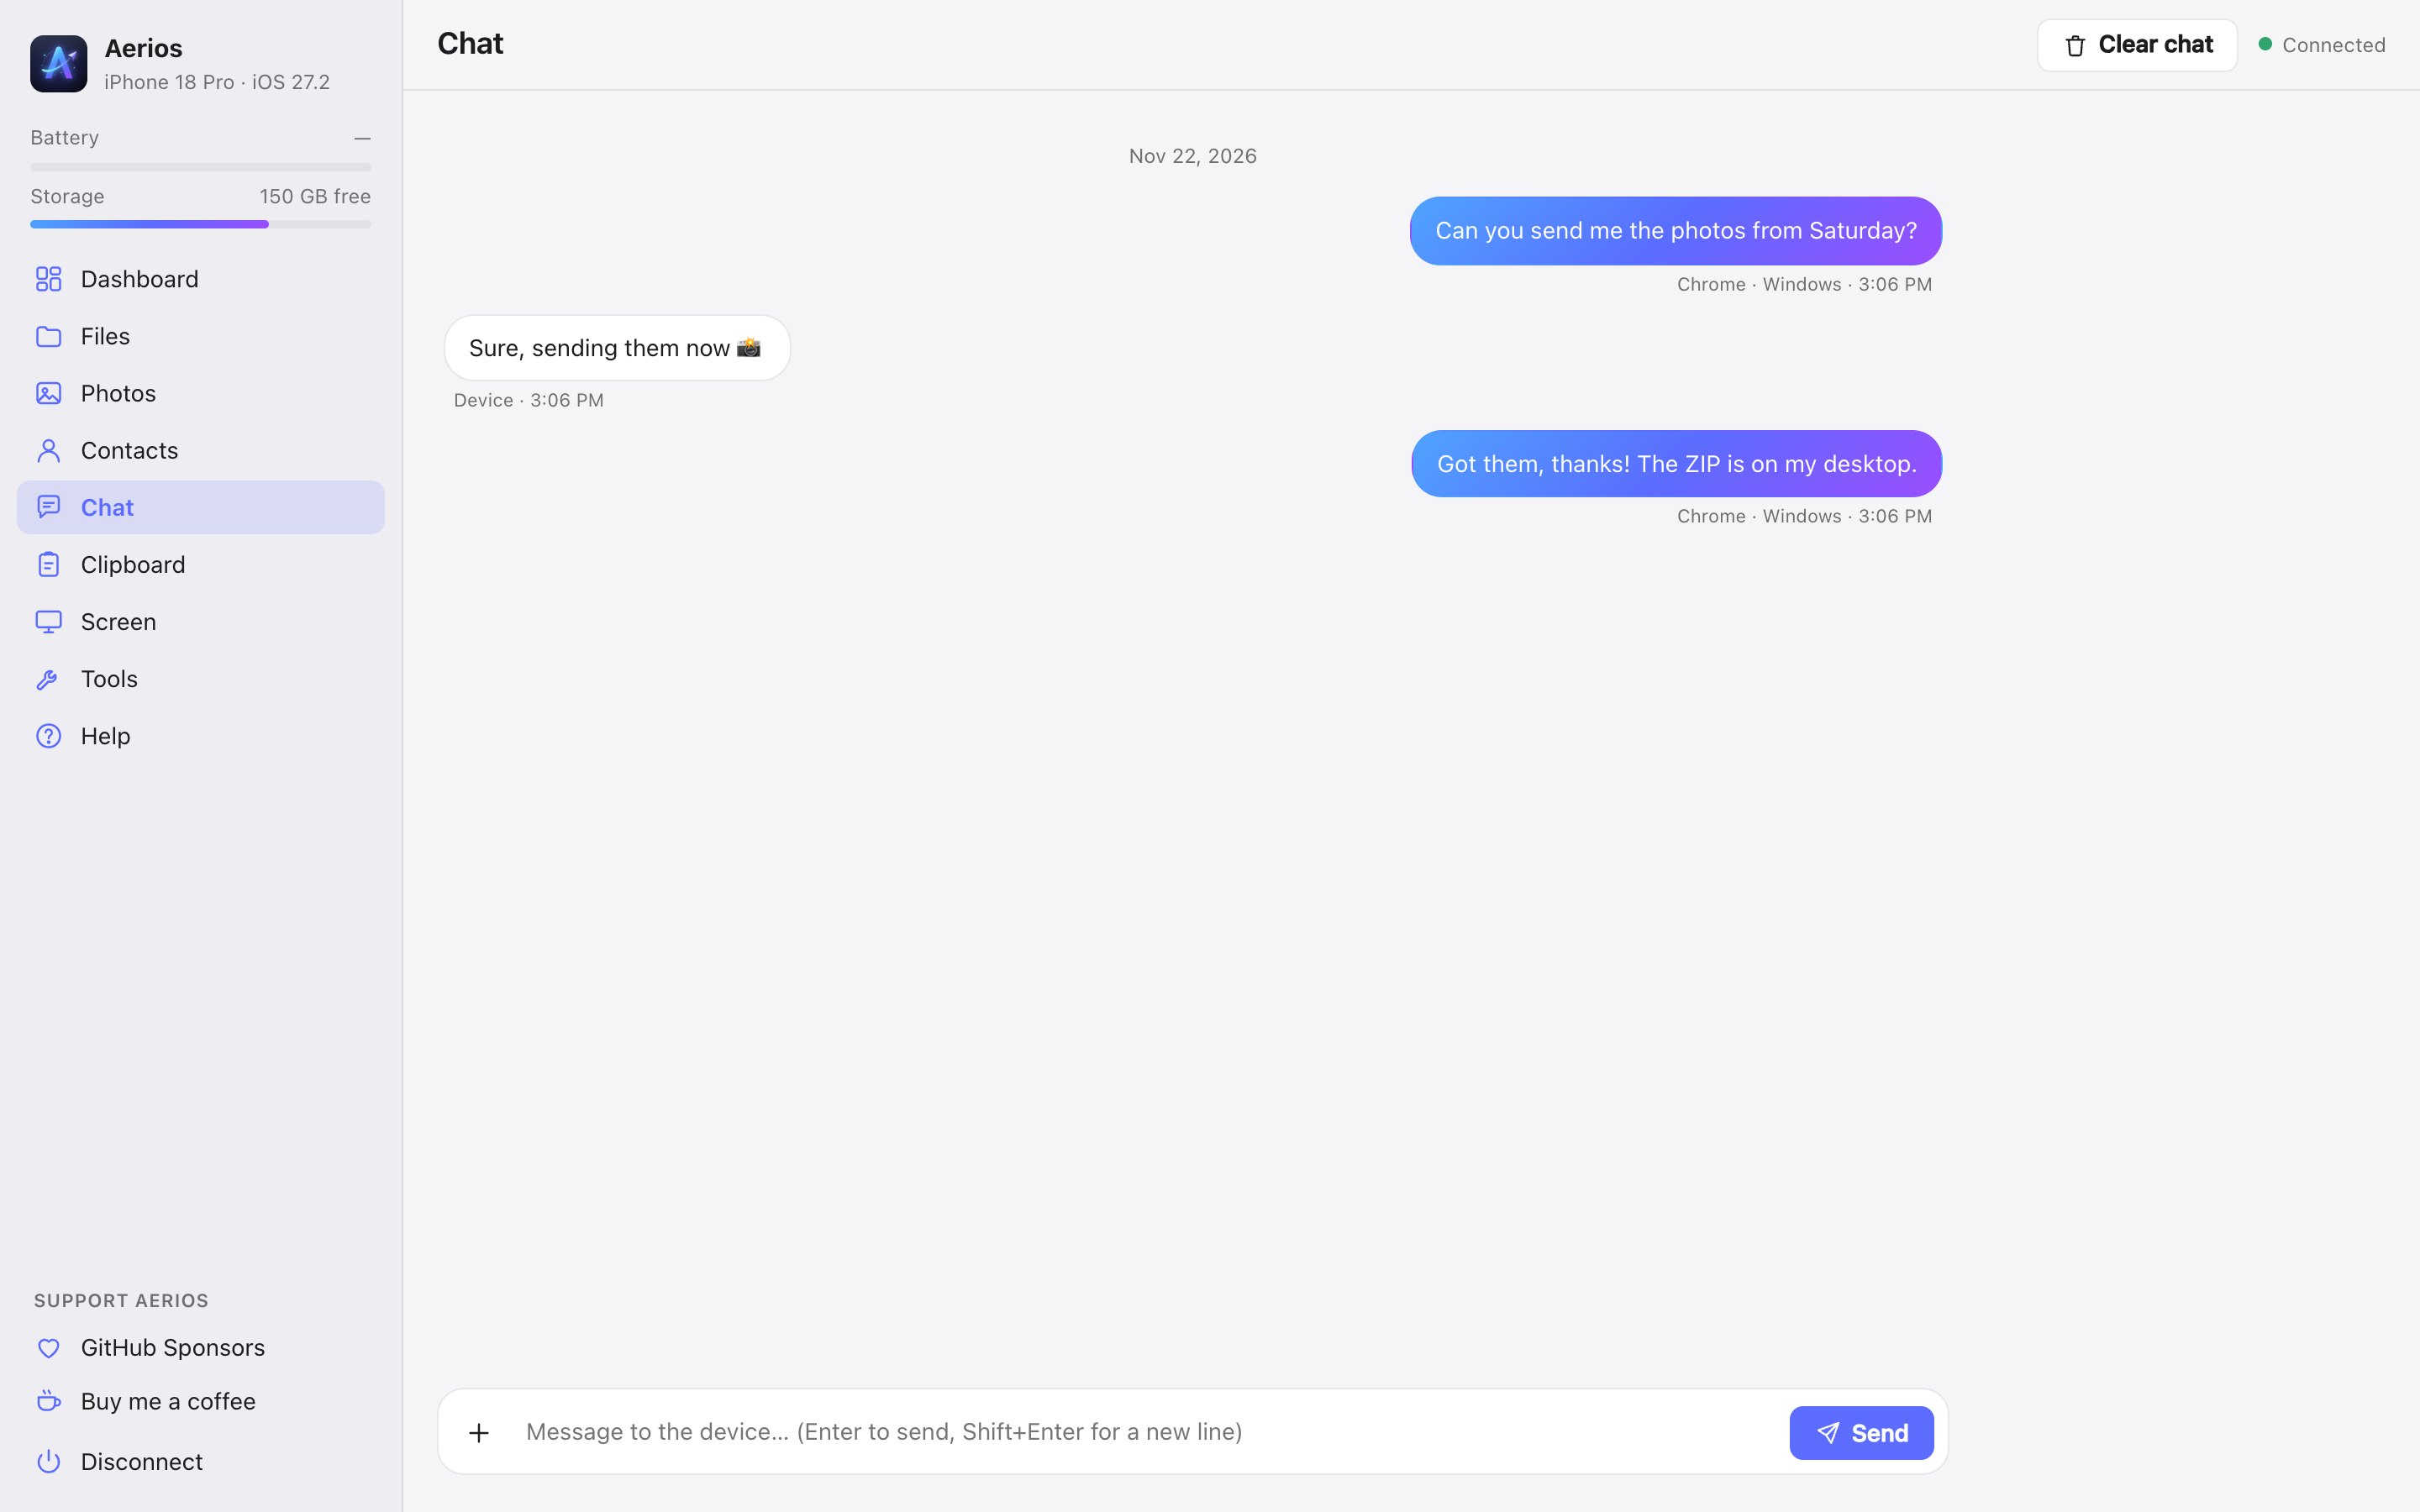 Aerios
iPhone 18 Pro · iOS 27.2
Battery —
Storage 150 GB free
Dashboard
Files
Photos
Contacts
Chat
Clipboard
Screen
Tools
Help
SUPPORT AERIOS
GitHub Sponsors
Buy me a coffee
Disconnect
Chat
Clear chat
Connected
Nov 22, 2026
Can you send me the photos from Saturday?
Chrome · Windows · 3:06 PM
Sure, sending them now 📸
Device · 3:06 PM
Got them, thanks! The ZIP is on my desktop.
Chrome · Windows · 3:06 PM
Message to the device… (Enter to send, Shift+Enter for a new line)
Send